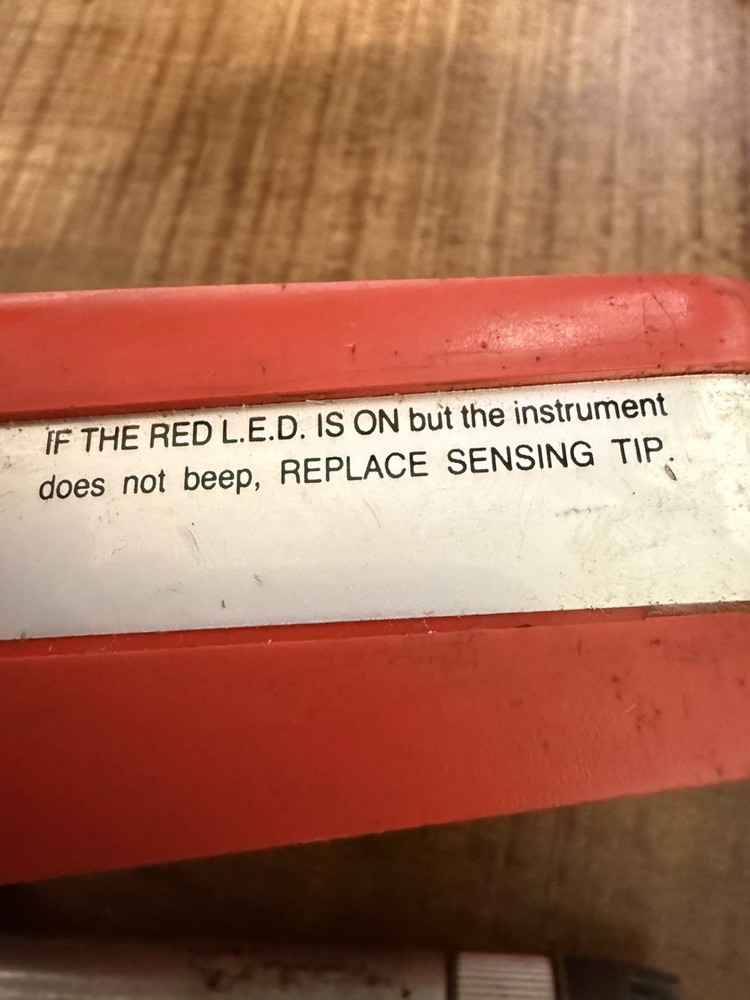 IF THE RED L.E.D. IS ON but the instrument
does not beep, REPLACE SENSING TIP.